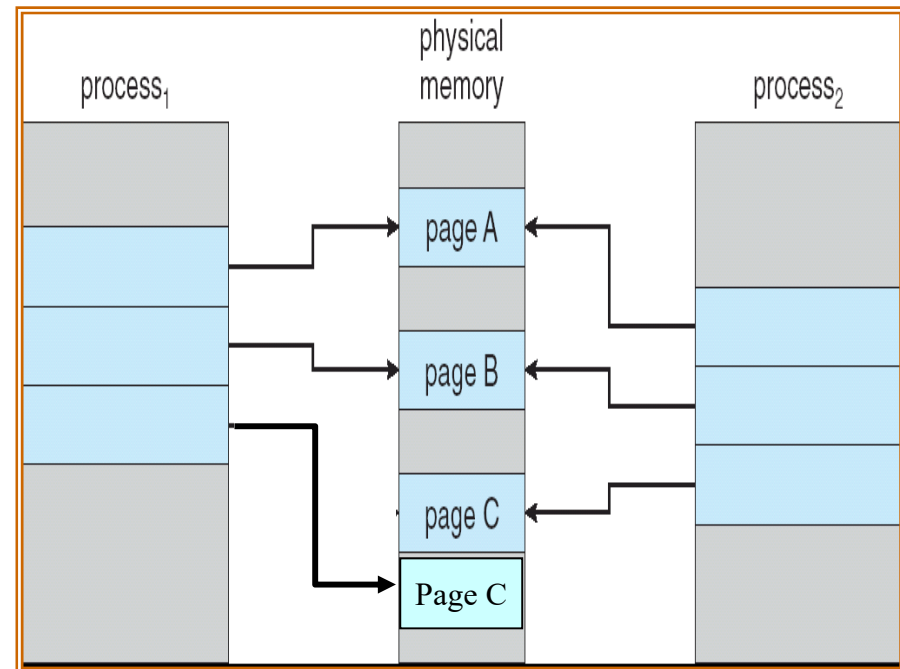 process₁
physical
memory
process₂
page A
page B
page C
Page C